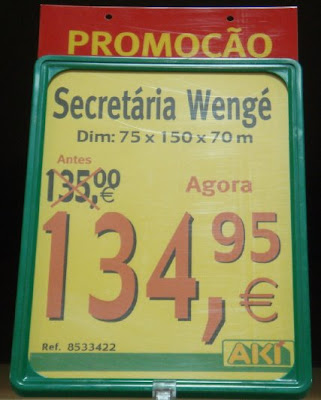 PROMOCÃO
Secretária Wengé
Dim: 75 x 150 x 70 m
Antes
135,00 €
Agora
134,95 €
Ref. 8533422
AKI